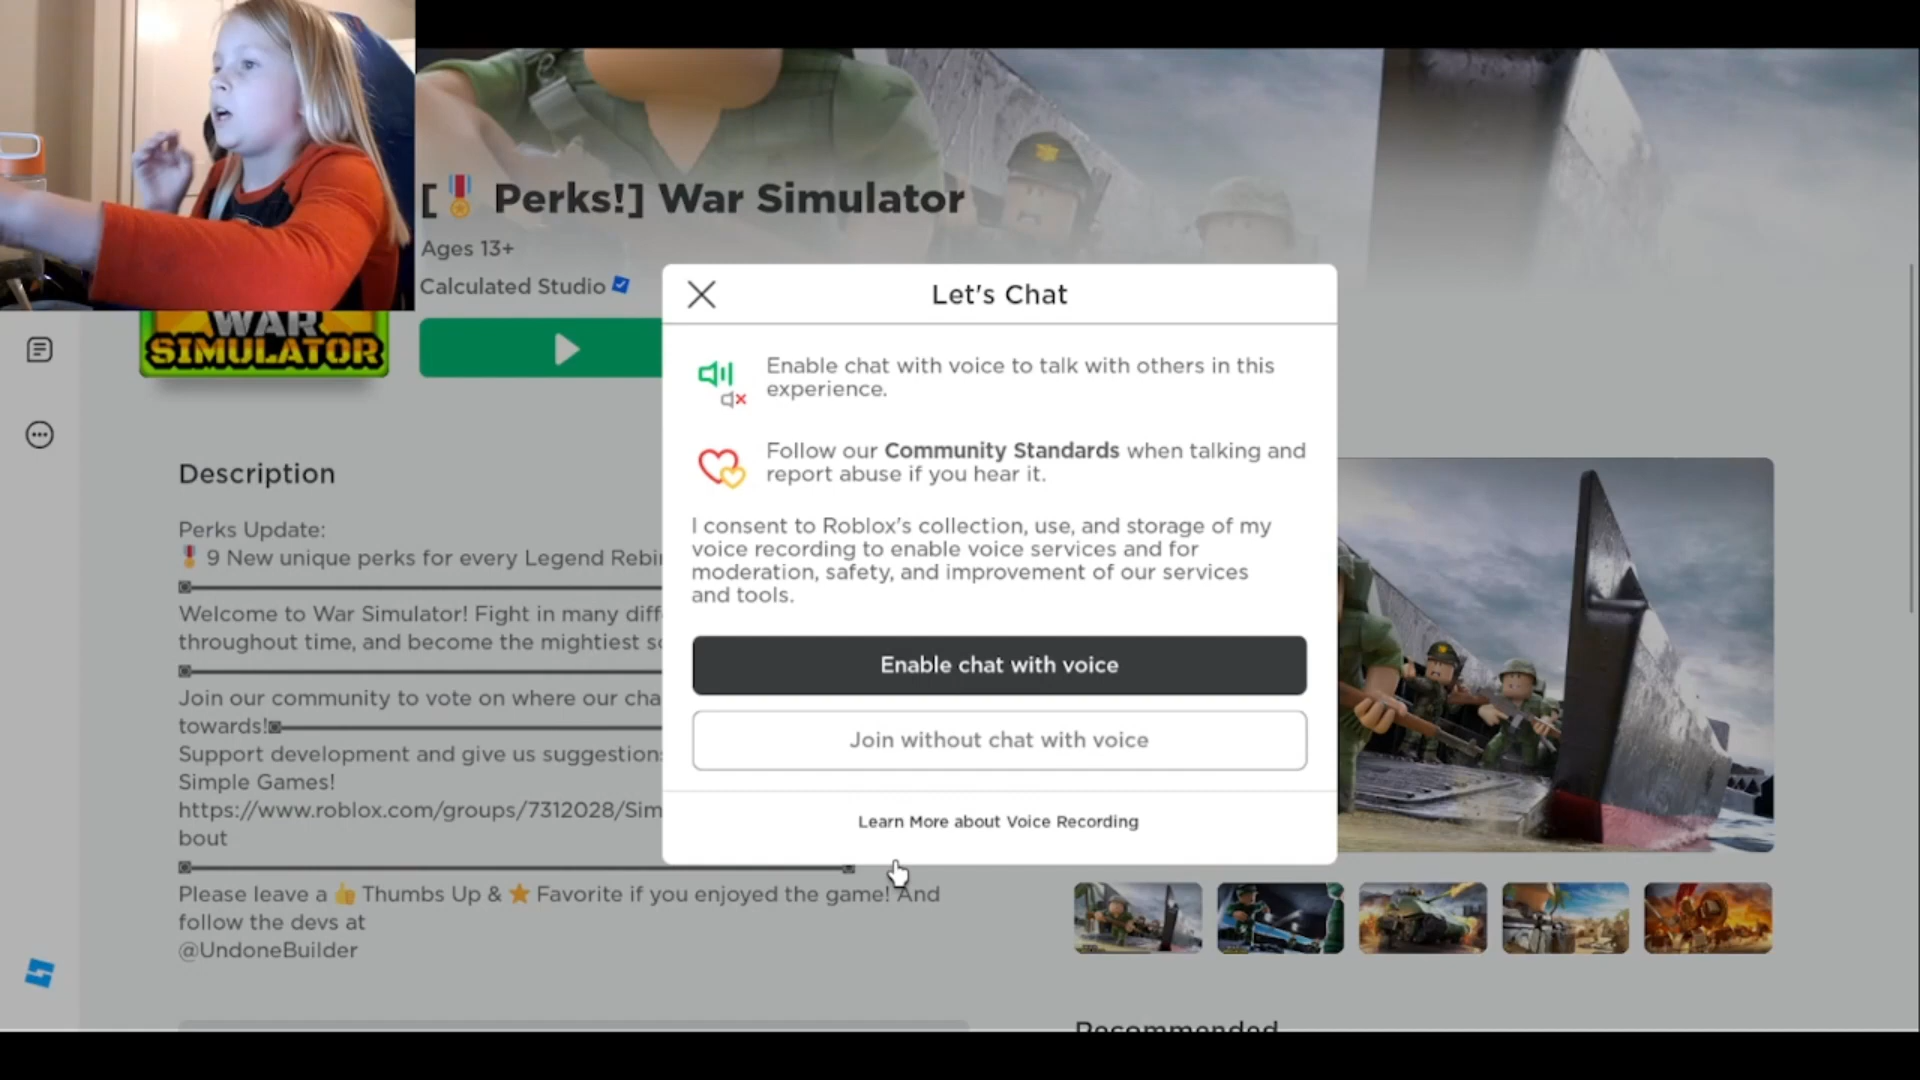 [🎖 Perks!] War Simulator
Ages 13+
Calculated Studio
WAR
SIMULATOR
Let's Chat
Enable chat with voice to talk with others in this
experience.
Follow our Community Standards when talking and
report abuse if you hear it.
I consent to Roblox's collection, use, and storage of my
voice recording to enable voice services and for
moderation, safety, and improvement of our services
and tools.
Enable chat with voice
Join without chat with voice
Learn More about Voice Recording
Description
Perks Update:
🎖 9 New unique perks for every Legend Rebi
Welcome to War Simulator! Fight in many diff
throughout time, and become the mightiest s
Join our community to vote on where our cha
towards!
Support development and give us suggestion
Simple Games!
https://www.roblox.com/groups/7312028/Sim
bout
Please leave a 👍 Thumbs Up & ⭐ Favorite if you enjoyed the game! And
follow the devs at
@UndoneBuilder
Recommended